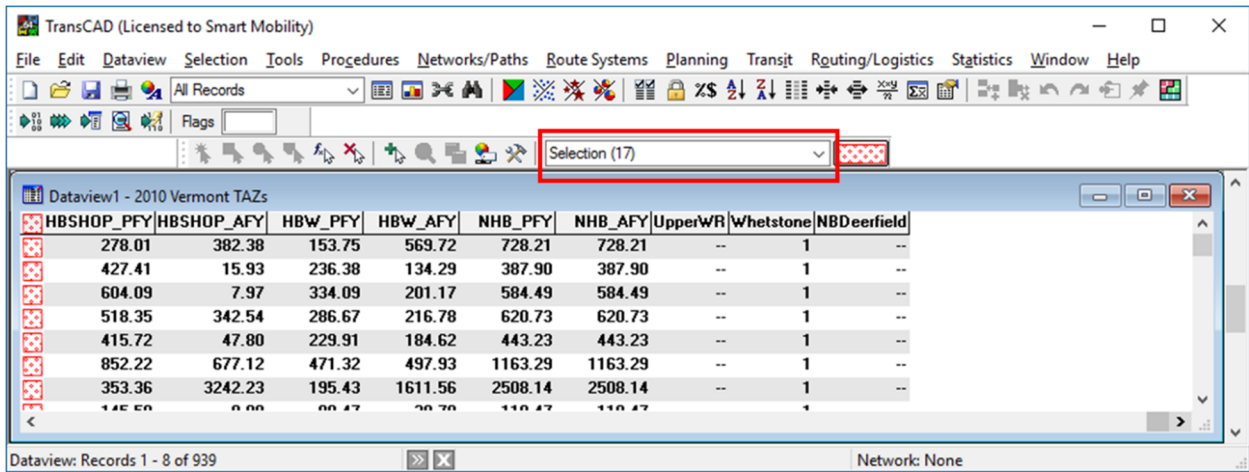 TransCAD (Licensed to Smart Mobility)
File Edit Dataview Selection Tools Procedures Networks/Paths Route Systems Planning Transit Routing/Logistics Statistics Window Help
All Records
Flags
Selection (17)
Dataview1 - 2010 Vermont TAZs
HBSHOP_PFY HBSHOP_AFY HBW_PFY HBW_AFY NHB_PFY NHB_AFY UpperWR Whetstone NBDeerfield
278.01 382.38 153.75 569.72 728.21 728.21 -- 1 --
427.41 15.93 236.38 134.29 387.90 387.90 -- 1 --
604.09 7.97 334.09 201.17 584.49 584.49 -- 1 --
518.35 342.54 286.67 216.78 620.73 620.73 -- 1 --
415.72 47.80 229.91 184.62 443.23 443.23 -- 1 --
852.22 677.12 471.32 497.93 1163.29 1163.29 -- 1 --
353.36 3242.23 195.43 1611.56 2508.14 2508.14 -- 1 --
Dataview: Records 1 - 8 of 939
Network: None